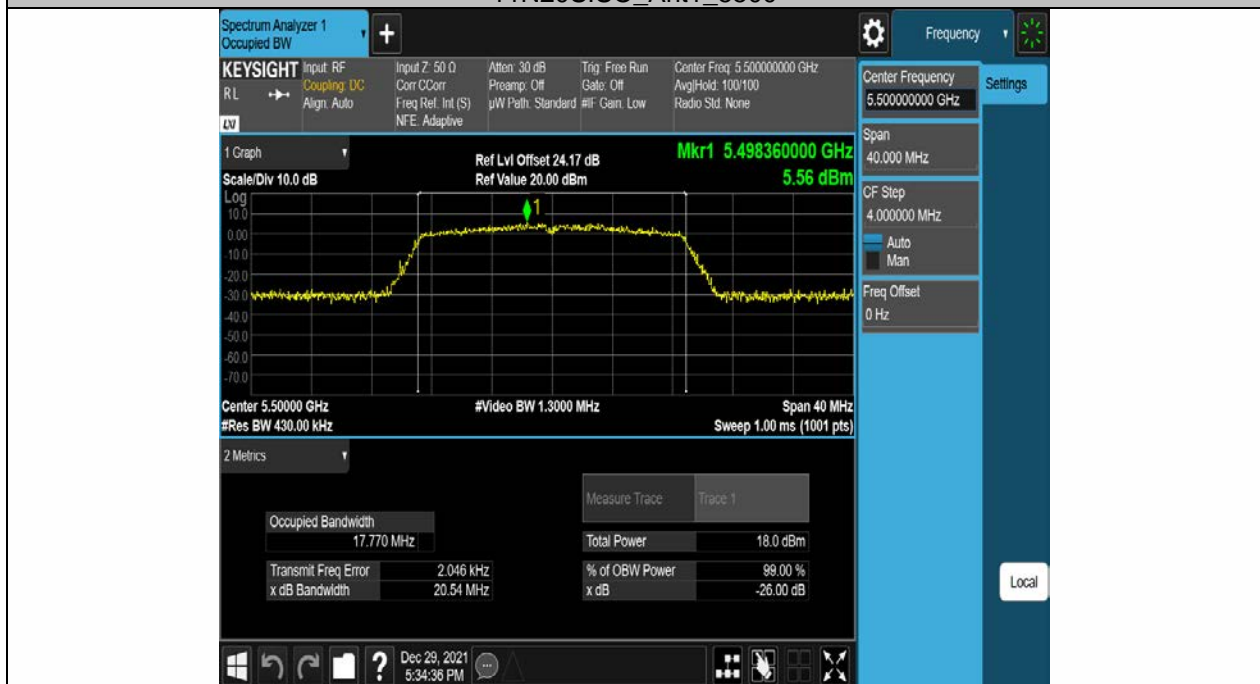 Spectrum Analyzer 1
Occupied BW
+
Frequency
KEYSIGHT
RL
LXI
Input: RF
Coupling: DC
Align: Auto
Input Z: 50 Ω
Corr CCorr
Freq Ref: Int (S)
NFE: Adaptive
Atten: 30 dB
Preamp: Off
µW Path: Standard
Trig: Free Run
Gate: Off
#IF Gain: Low
Center Freq: 5.500000000 GHz
Avg|Hold: 100/100
Radio Std: None
Center Frequency
5.500000000 GHz
Settings
Span
40.000 MHz
CF Step
4.000000 MHz
Auto
Man
Freq Offset
0 Hz
1 Graph
Scale/Div 10.0 dB
Ref Lvl Offset 24.17 dB
Ref Value 20.00 dBm
Mkr1 5.498360000 GHz
5.56 dBm
Log
10.0
0.00
-10.0
-20.0
-30.0
-40.0
-50.0
-60.0
-70.0
1
Center 5.50000 GHz
#Video BW 1.3000 MHz
Span 40 MHz
#Res BW 430.00 kHz
Sweep 1.00 ms (1001 pts)
2 Metrics
Measure Trace Trace 1
Occupied Bandwidth
17.770 MHz
Total Power 18.0 dBm
Transmit Freq Error 2.046 kHz
% of OBW Power 99.00 %
x dB Bandwidth 20.54 MHz
x dB -26.00 dB
Local
?
Dec 29, 2021
5:34:36 PM